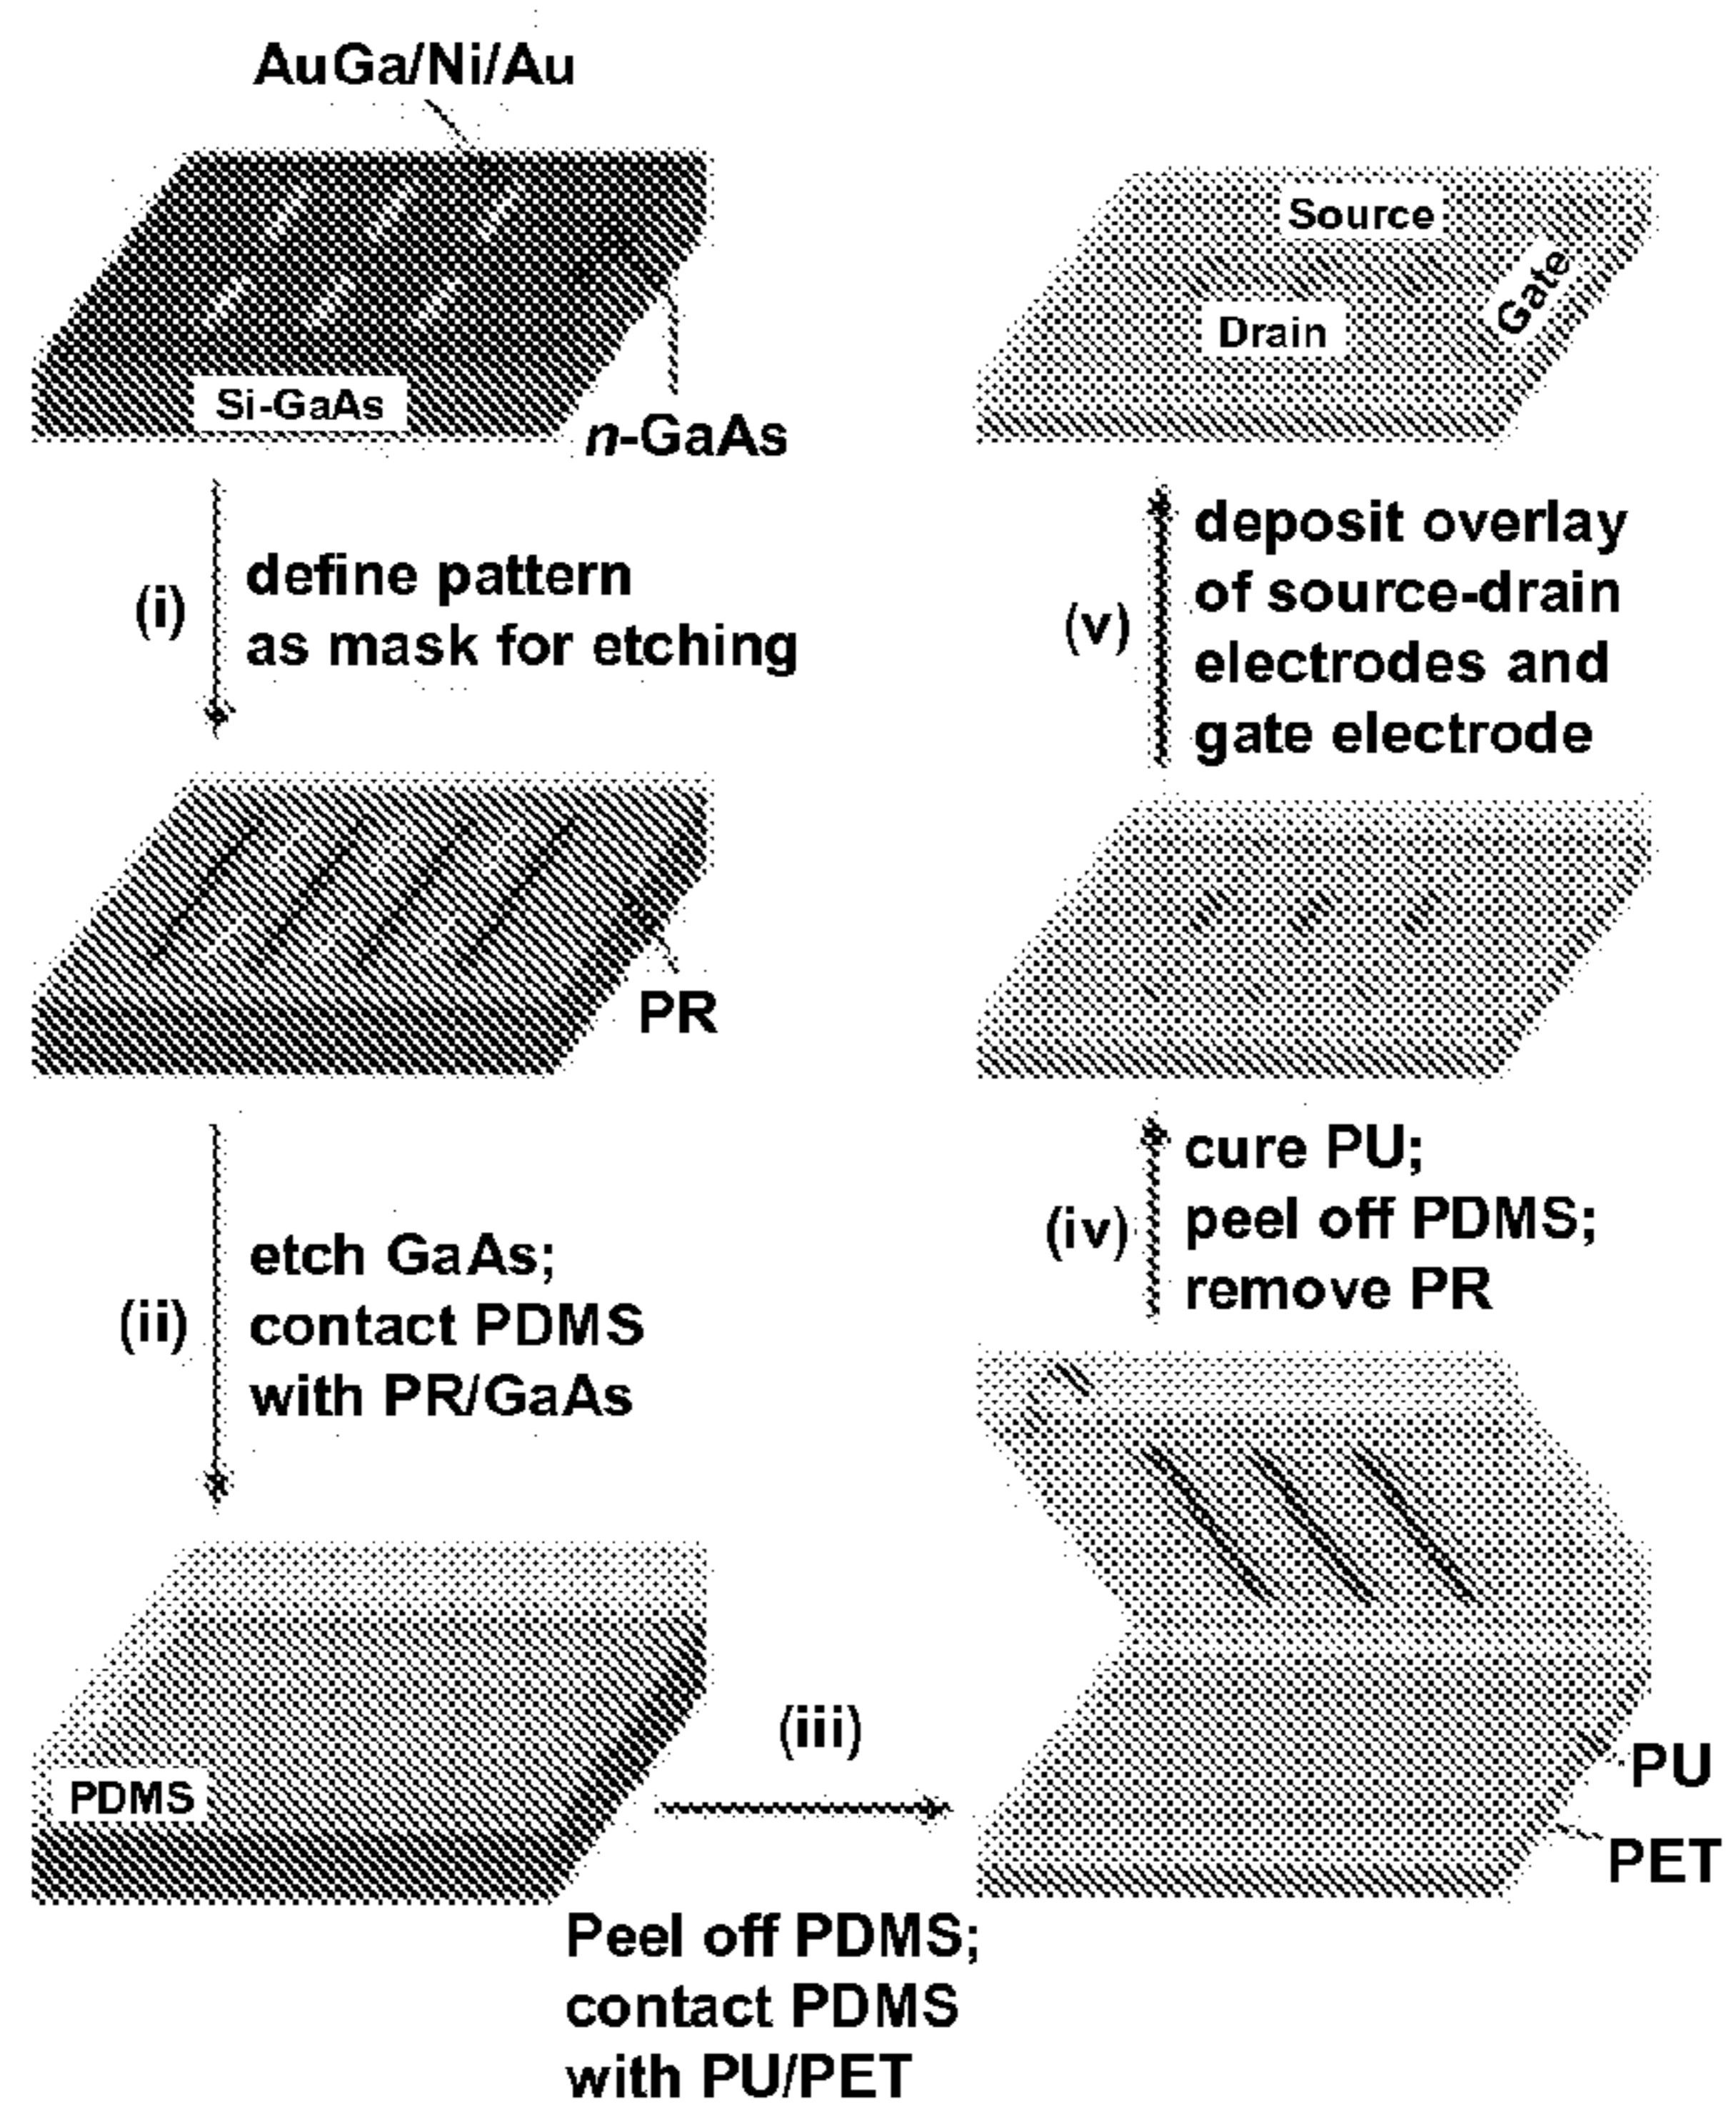 AuGa/Ni/Au
Si-GaAs
n-GaAs
(i)
define pattern
as mask for etching
PR
(ii)
etch GaAs;
contact PDMS
with PR/GaAs
PDMS
(iii)
Peel off PDMS;
contact PDMS
with PU/PET
PU
PET
(iv)
cure PU;
peel off PDMS;
remove PR
(v)
deposit overlay
of source-drain
electrodes and
gate electrode
Source
Drain
Gate